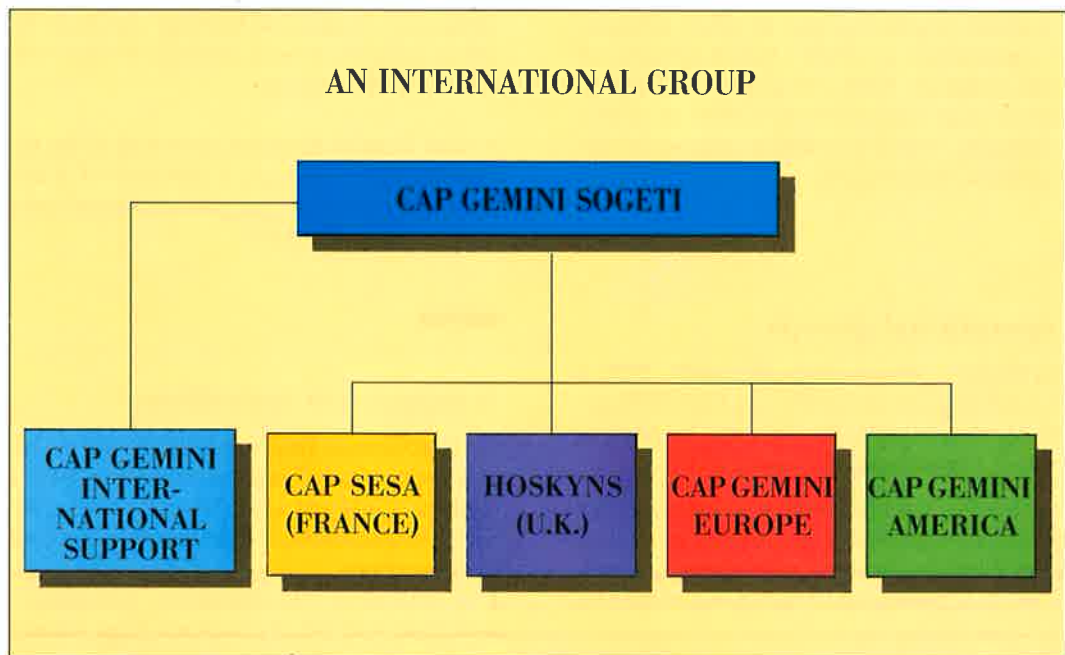 AN INTERNATIONAL GROUP
CAP GEMINI SOGETI
CAP GEMINI
INTER-
NATIONAL
SUPPORT
CAP SESA
(FRANCE)
HOSKYNS
(U.K.)
CAP GEMINI
EUROPE
CAP GEMINI
AMERICA